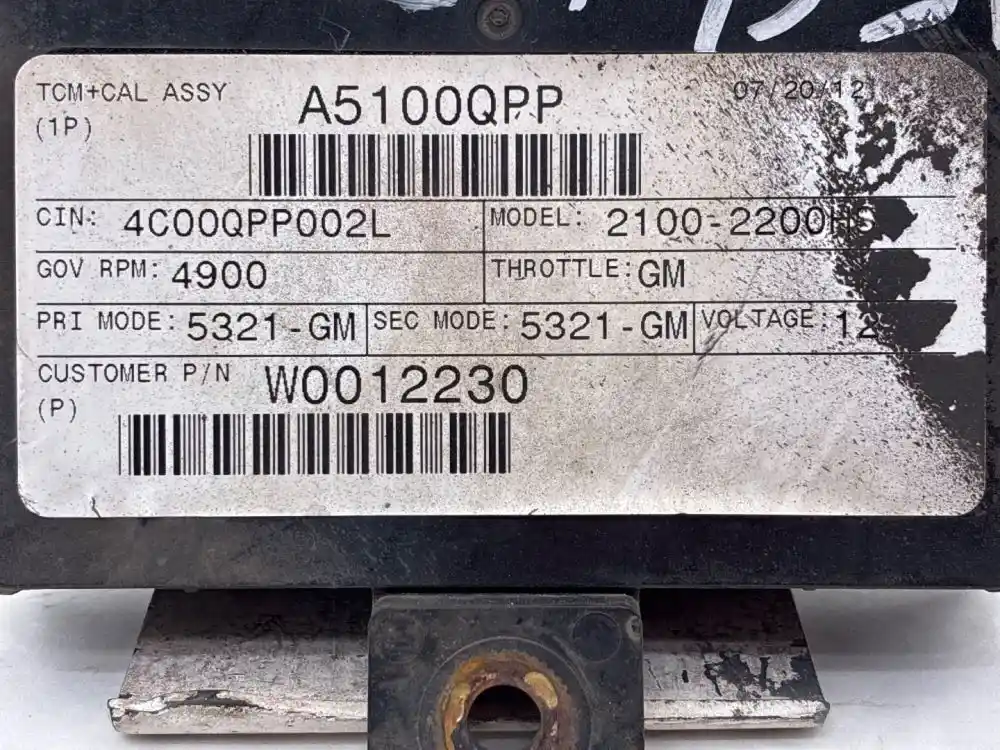 TCM+CAL ASSY A5100QPP 07/20/12
(1P)
CIN: 4C00QPP002L MODEL: 2100-2200HS
GOV RPM: 4900 THROTTLE: GM
PRI MODE: 5321-GM SEC MODE: 5321-GM VOLTAGE: 12
CUSTOMER P/N W0012230
(P)